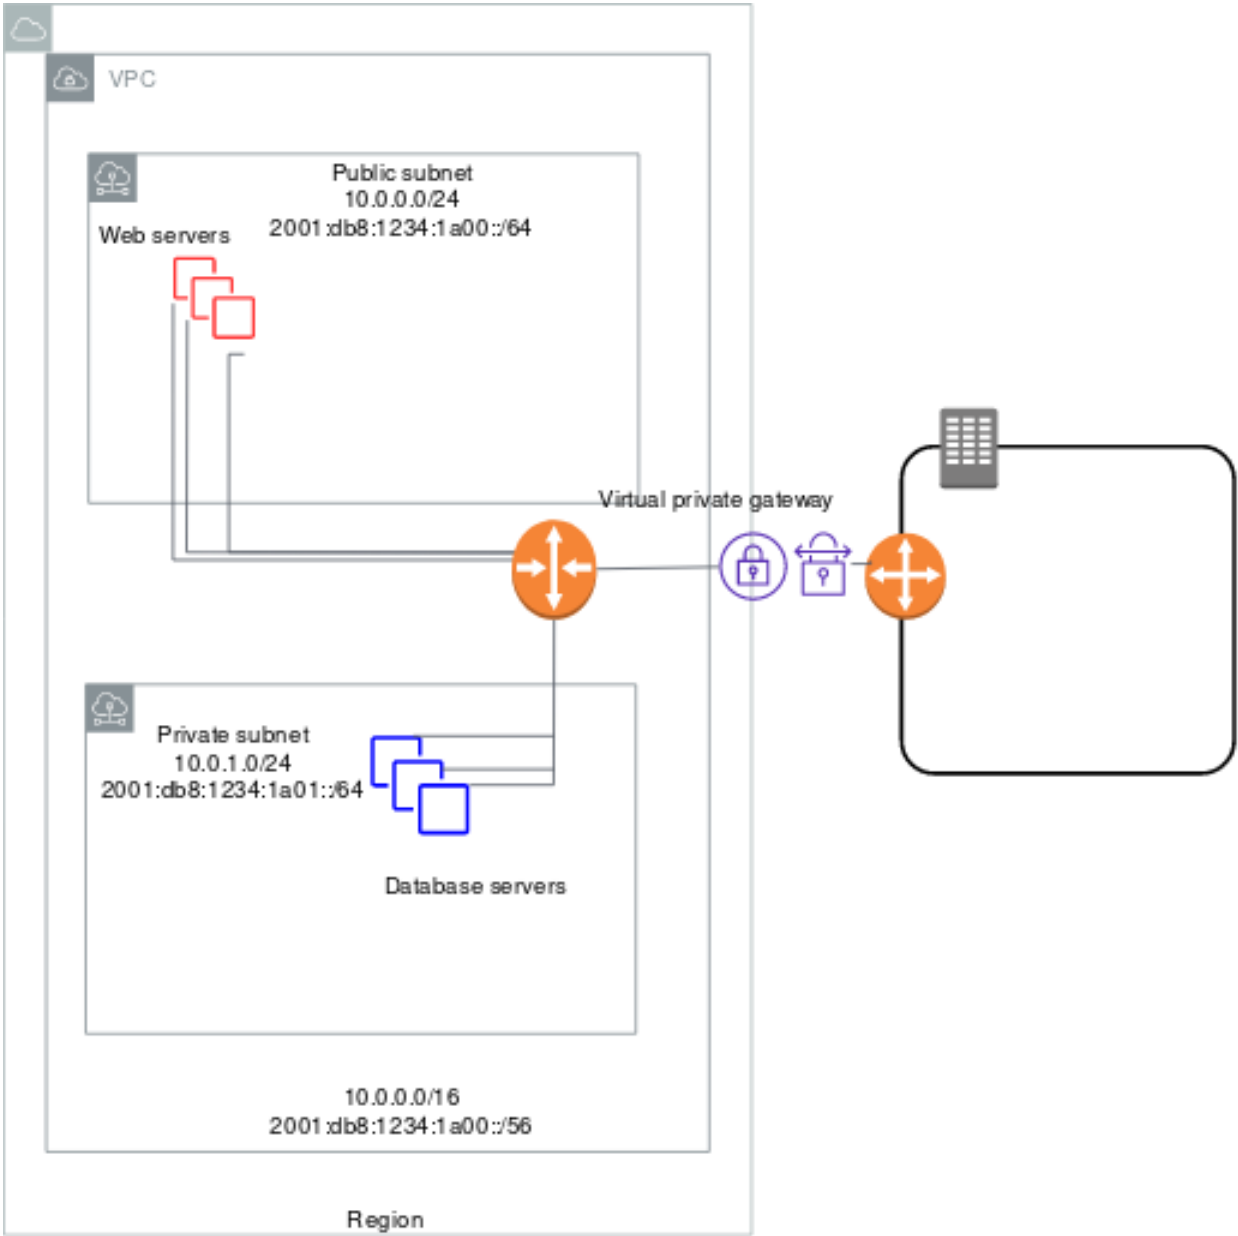 VPC
Public subnet
10.0.0.0/24
2001:db8:1234:1a00::/64
Web servers
Virtual private gateway
Private subnet
10.0.1.0/24
2001:db8:1234:1a01::/64
Database servers
10.0.0.0/16
2001:db8:1234:1a00::/56
Region